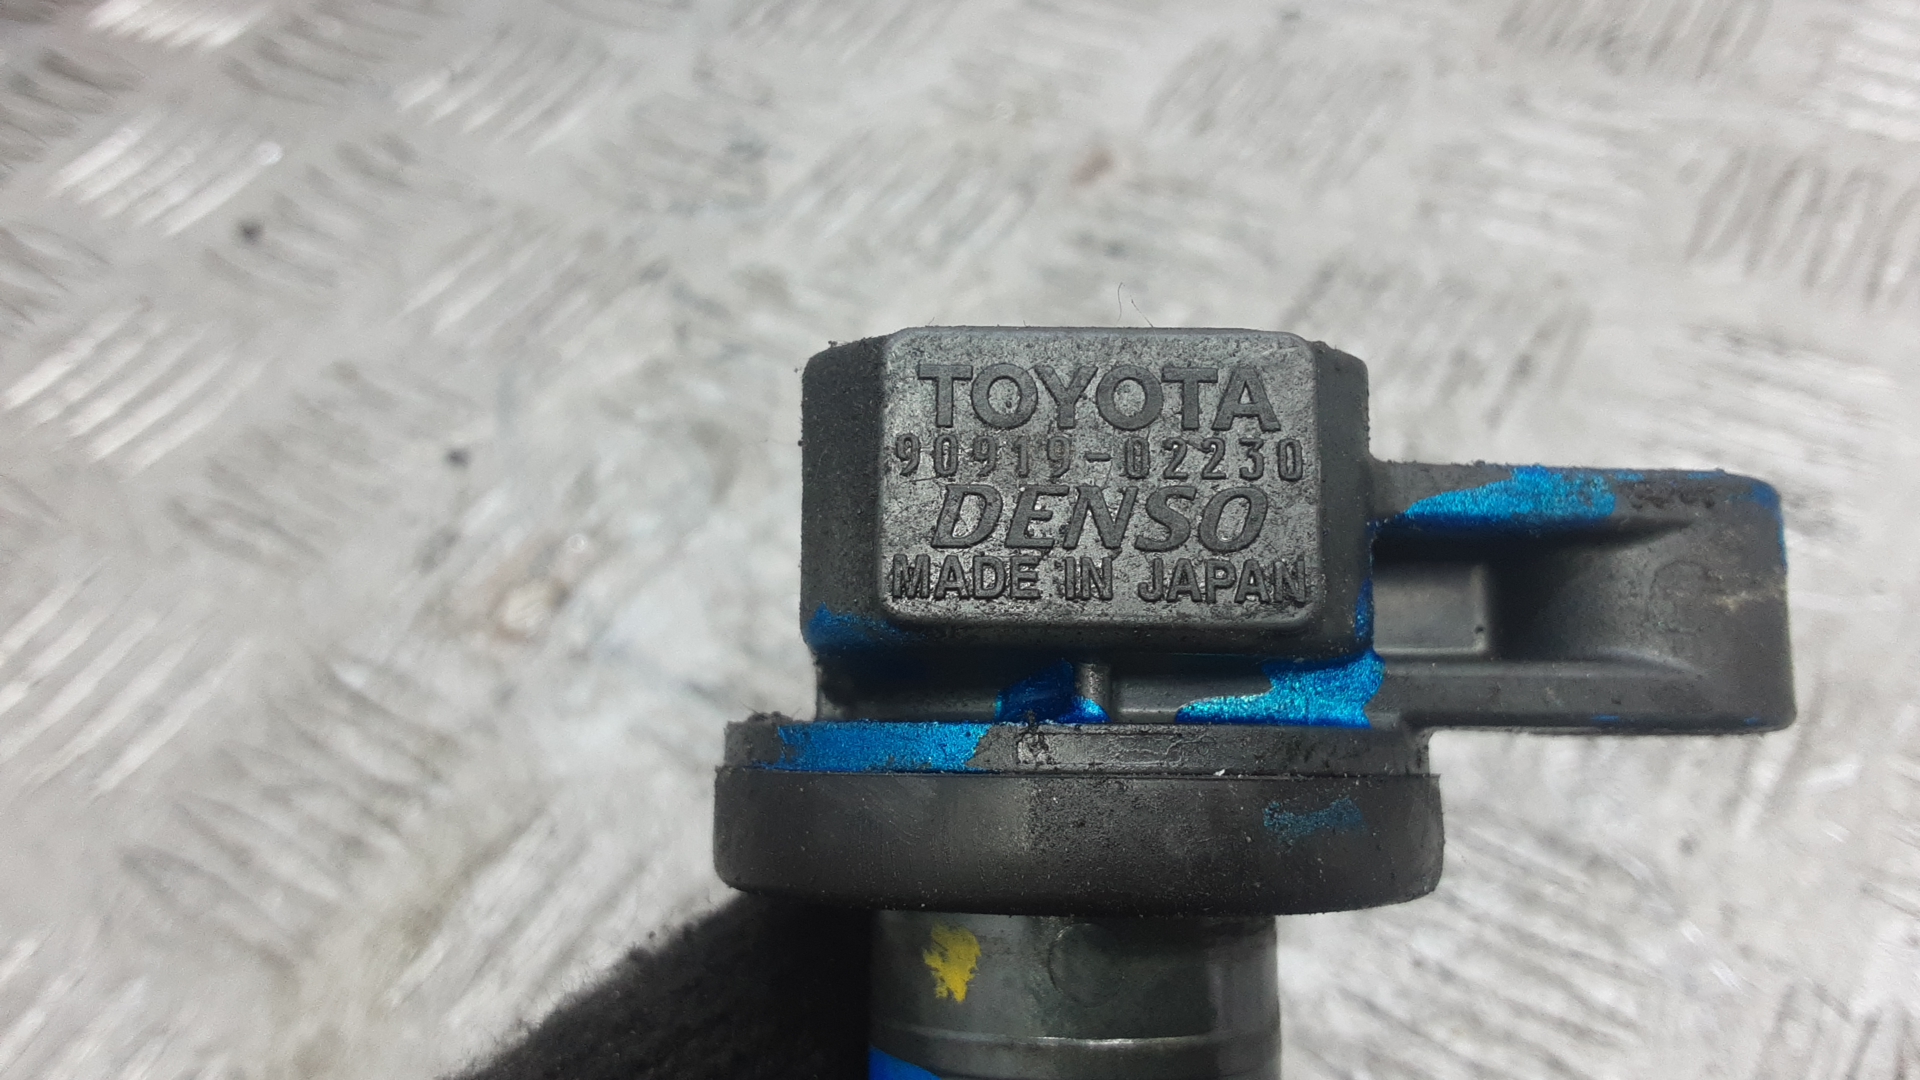 TOYOTA
90919-02230
DENSO
MADE IN JAPAN